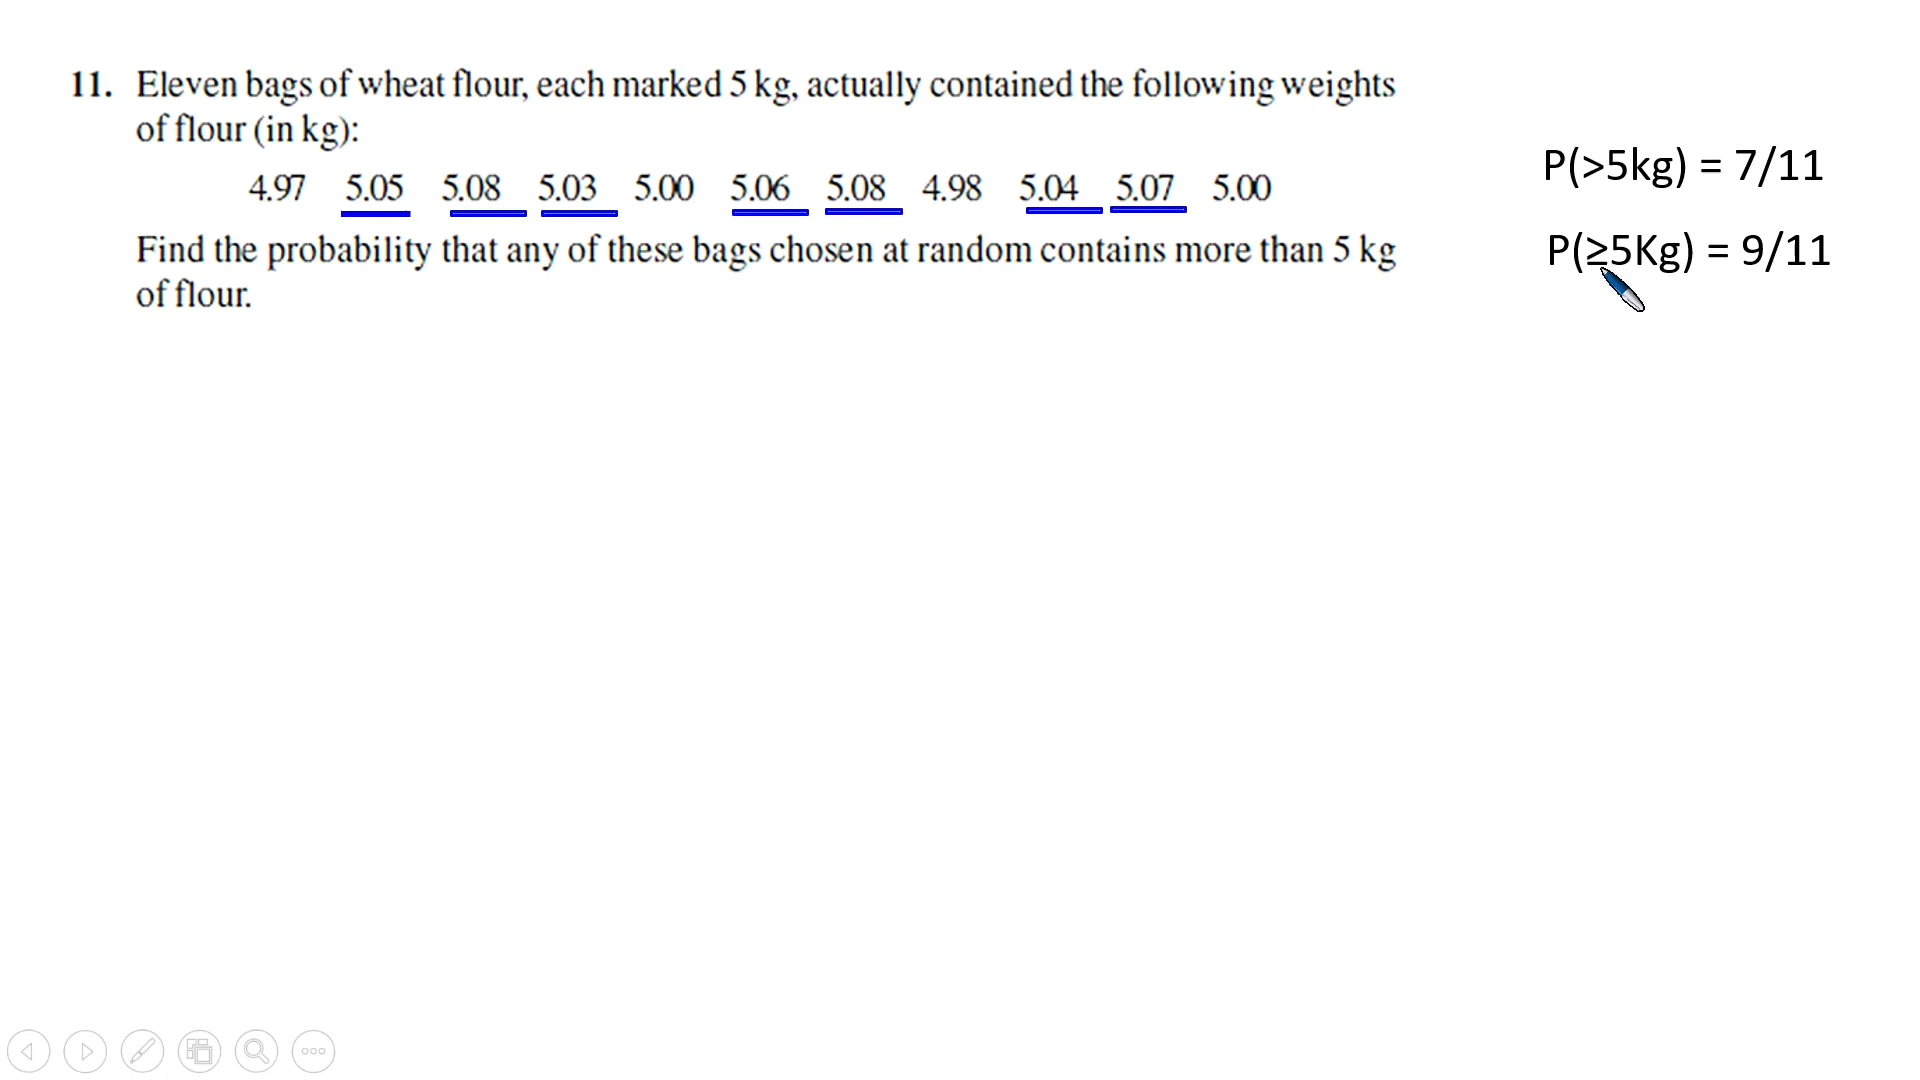 11. Eleven bags of wheat flour, each marked 5 kg, actually contained the following weights
of flour (in kg):
4.97 5.05 5.08 5.03 5.00 5.06 5.08 4.98 5.04 5.07 5.00
Find the probability that any of these bags chosen at random contains more than 5 kg
of flour.
P(>5kg) = 7/11
P(≥5Kg) = 9/11